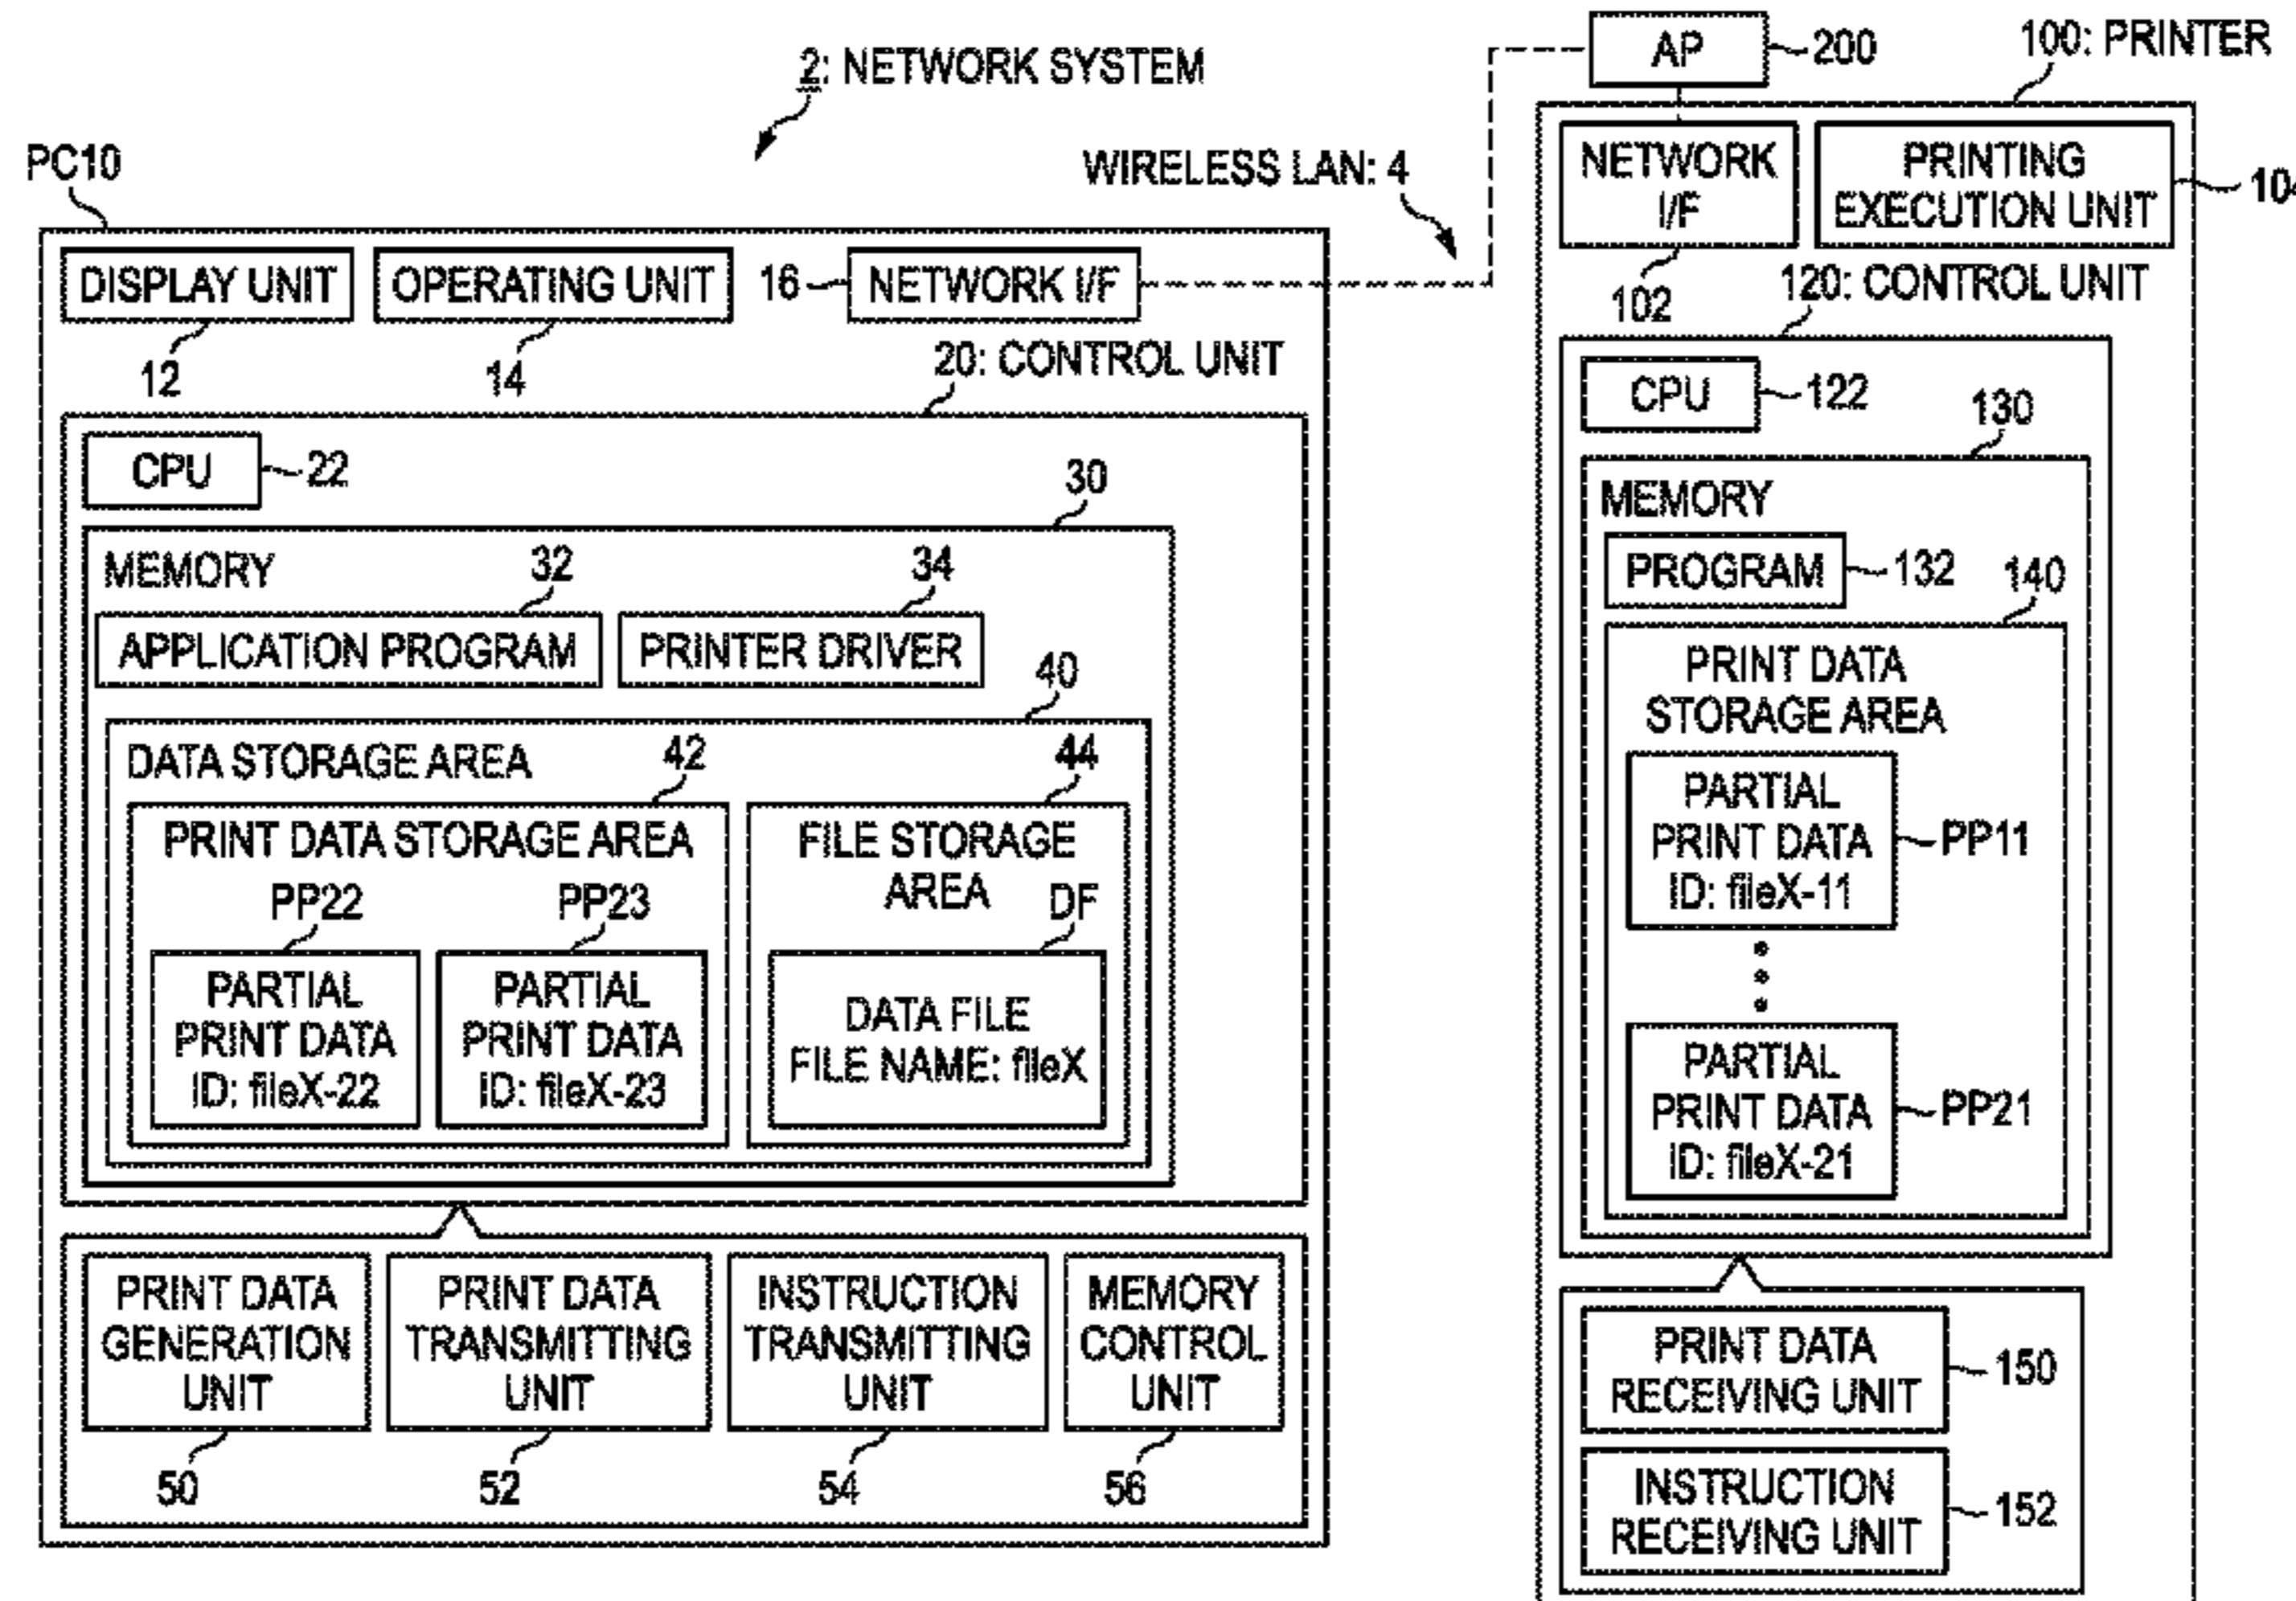 2: NETWORK SYSTEM
AP
200
100: PRINTER
PC10
WIRELESS LAN: 4
NETWORK
I/F
102
PRINTING
EXECUTION UNIT
104
DISPLAY UNIT
12
OPERATING UNIT
14
16
NETWORK I/F
20: CONTROL UNIT
CPU
22
30
MEMORY
32
APPLICATION PROGRAM
34
PRINTER DRIVER
40
DATA STORAGE AREA
42
PRINT DATA STORAGE AREA
PP22
PARTIAL
PRINT DATA
ID: fileX-22
PP23
PARTIAL
PRINT DATA
ID: fileX-23
44
FILE STORAGE
AREA
DF
DATA FILE
FILE NAME: fileX
PRINT DATA
GENERATION
UNIT
50
PRINT DATA
TRANSMITTING
UNIT
52
INSTRUCTION
TRANSMITTING
UNIT
54
MEMORY
CONTROL
UNIT
56
120: CONTROL UNIT
CPU
122
130
MEMORY
PROGRAM
132
140
PRINT DATA
STORAGE AREA
PARTIAL
PRINT DATA
ID: fileX-11
PP11
PARTIAL
PRINT DATA
ID: fileX-21
PP21
PRINT DATA
RECEIVING UNIT
150
INSTRUCTION
RECEIVING UNIT
152